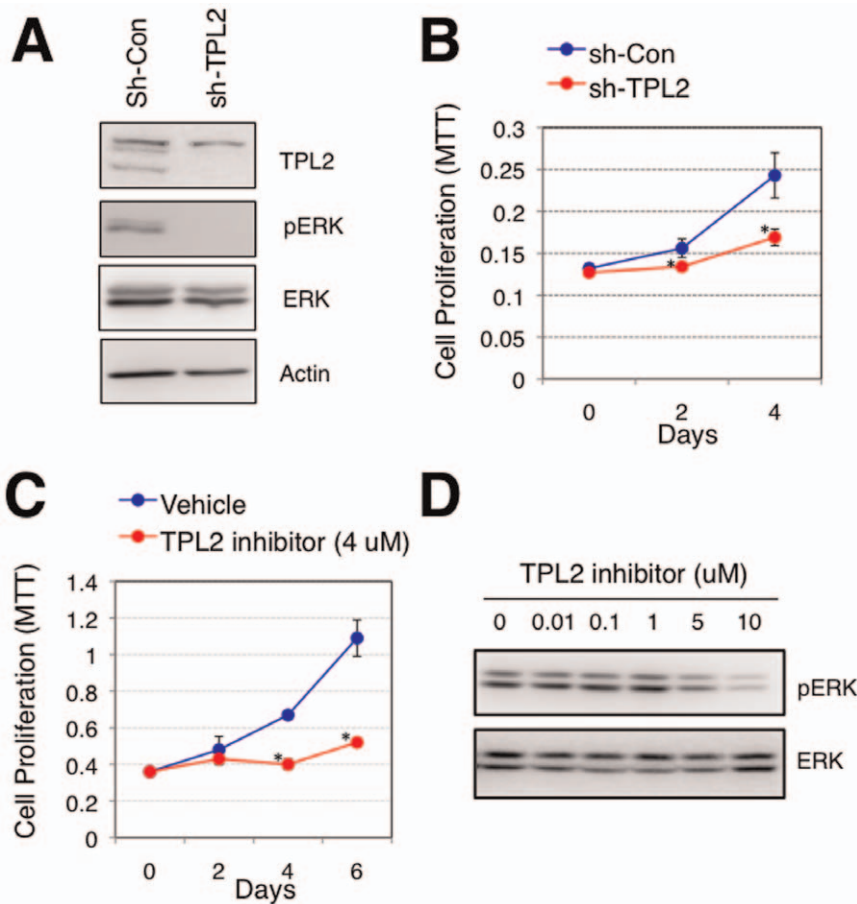 A
Sh-Con
sh-TPL2
TPL2
pERK
ERK
Actin
B
sh-Con
sh-TPL2
Cell Proliferation (MTT)
0.3
0.25
0.2
0.15
0.1
0.05
0
*
*
0 2 4
Days
C
Vehicle
TPL2 inhibitor (4 uM)
Cell Proliferation (MTT)
1.4
1.2
1
0.8
0.6
0.4
0.2
0
*
*
0 2 4 6
Days
D
TPL2 inhibitor (uM)
0 0.01 0.1 1 5 10
pERK
ERK